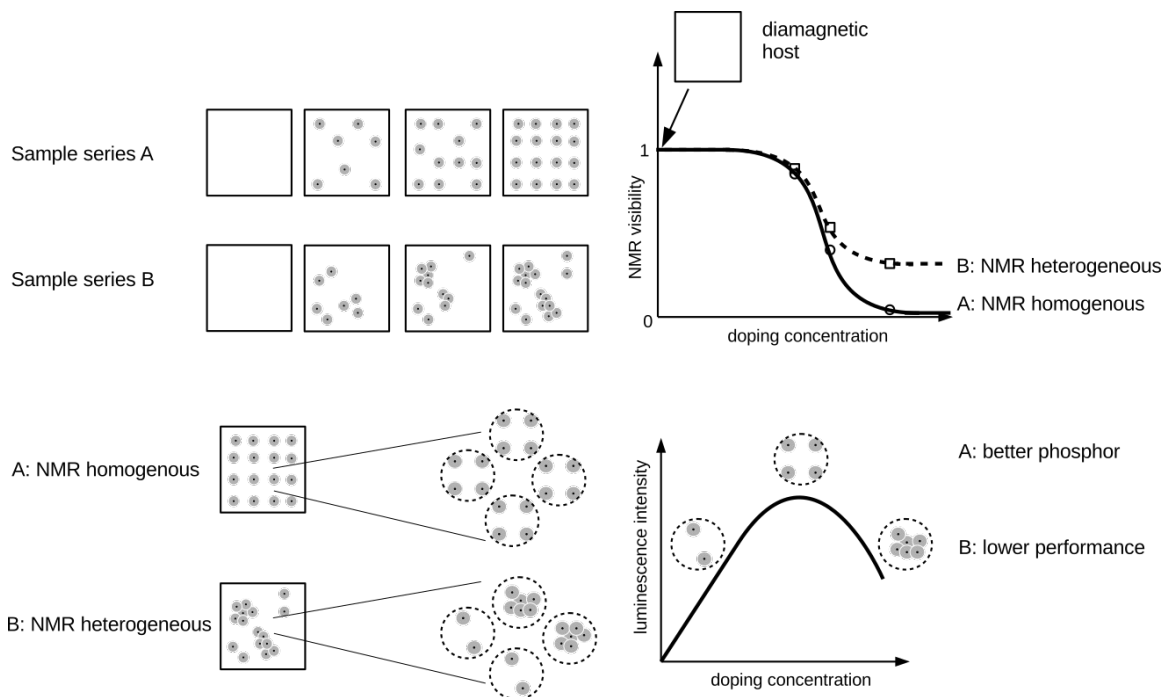 diamagnetic
host
Sample series A
Sample series B
1
0
NMR visibility
doping concentration
B: NMR heterogeneous
A: NMR homogenous
A: NMR homogenous
B: NMR heterogeneous
luminescence intensity
doping concentration
A: better phosphor
B: lower performance